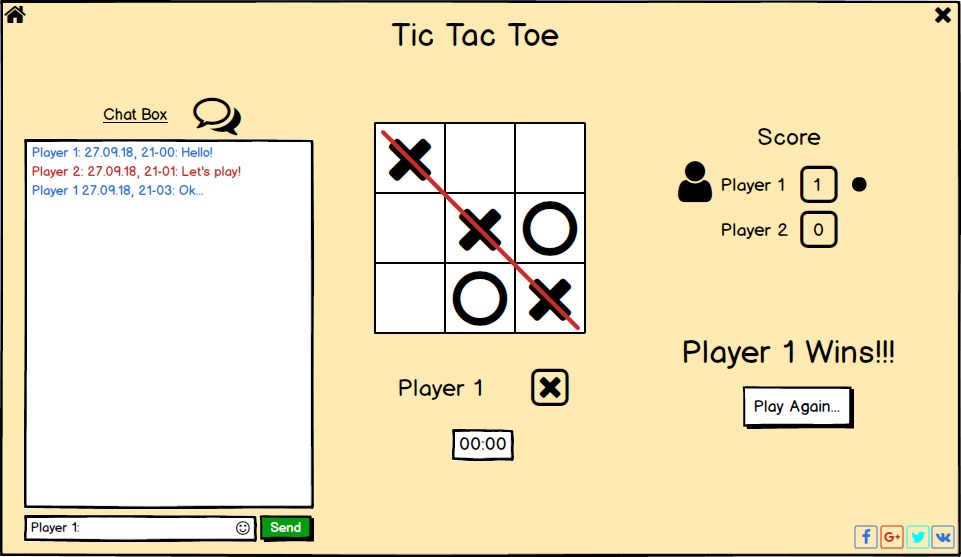 Tic Tac Toe
Chat Box
Player 1: 27.09.18, 21-00: Hello!
Player 2: 27.09.18, 21-01: Let's play!
Player 1 27.09.18, 21-03: Ok...
Player 1:
Send
Player 1
00:00
Score
Player 1 1
Player 2 0
Player 1 Wins!!!
Play Again...